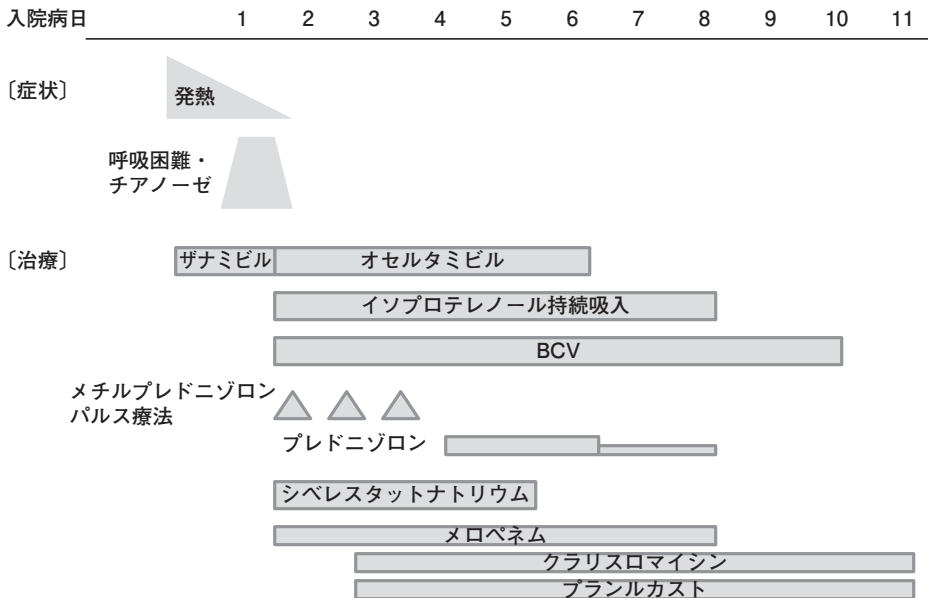 入院病日 1 2 3 4 5 6 7 8 9 10 11
〔症状〕
発熱
呼吸困難・
チアノーゼ
〔治療〕
ザナミビル オセルタミビル
イソプロテレノール持続吸入
BCV
メチルプレドニゾロン
パルス療法
プレドニゾロン
シベレスタットナトリウム
メロペネム
クラリスロマイシン
プランルカスト